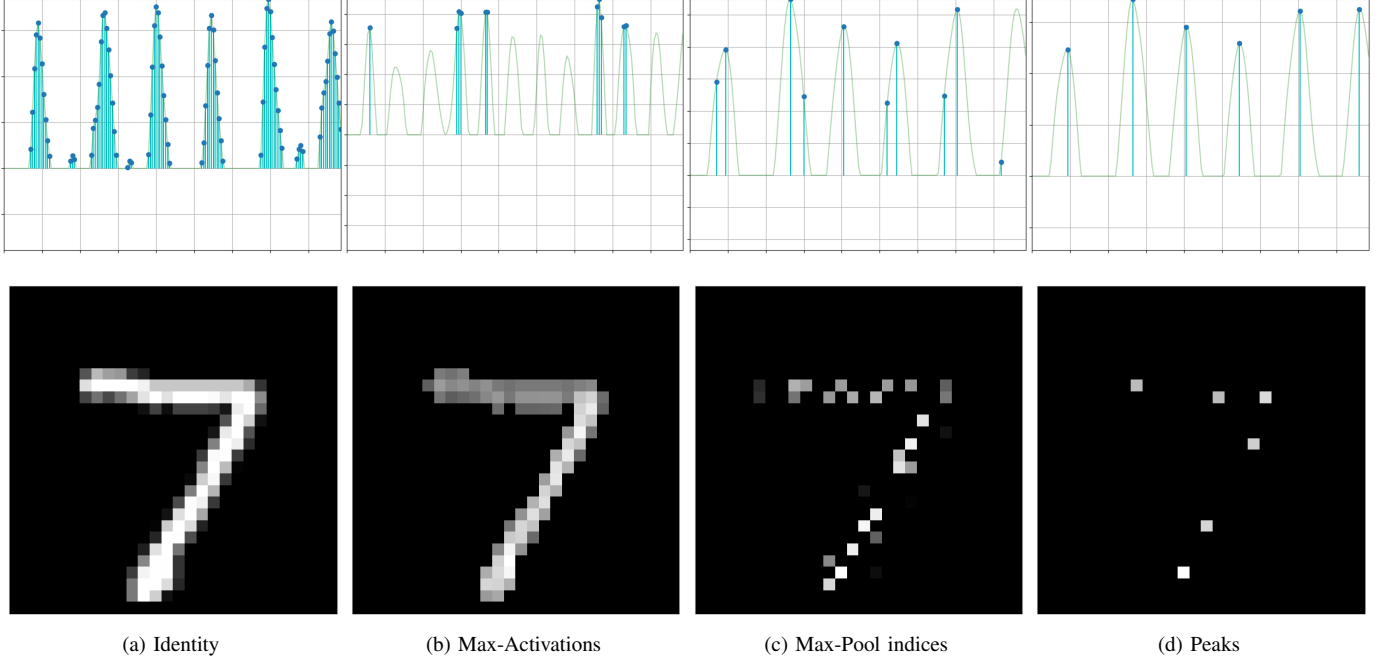 (a) Identity
(b) Max-Activations
(c) Max-Pool indices
(d) Peaks